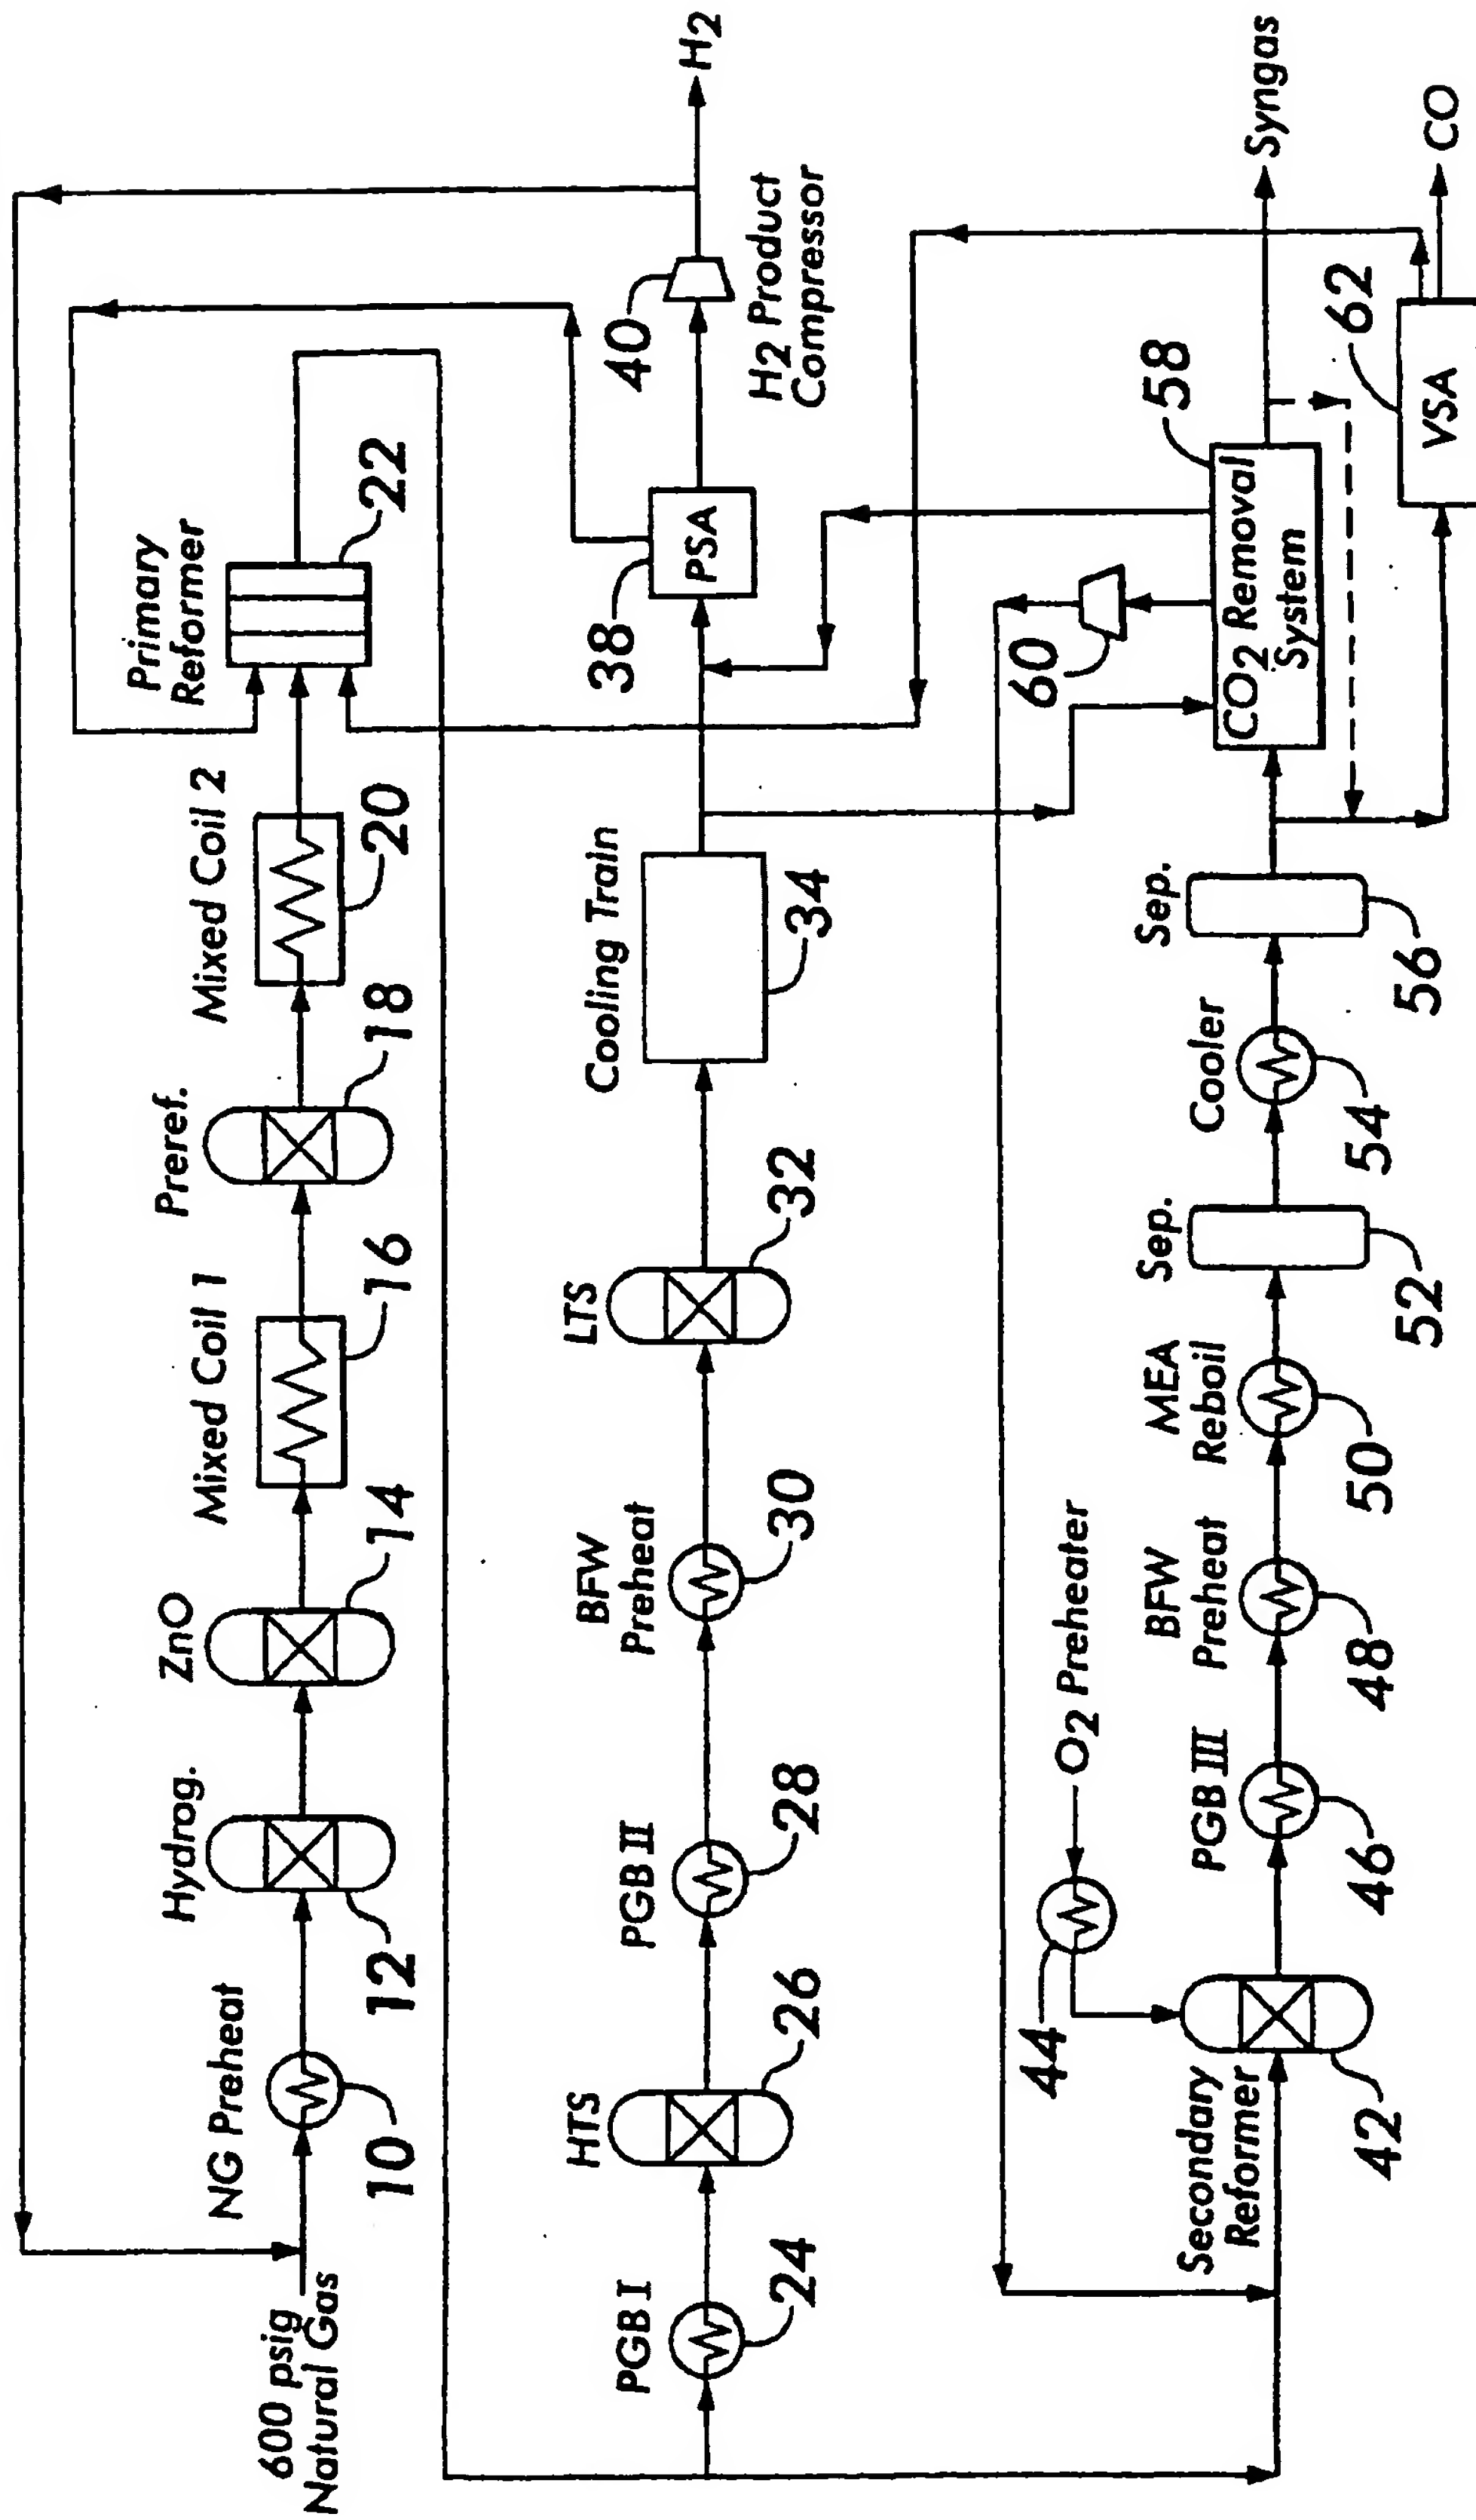 600 psig
Natural Gas
NG Preheat
10
Hydrog.
12
ZnO
14
Mixed Coil 1
16
Preref.
18
Mixed Coil 2
20
Primary
Reformer
22
PGB I
24
HTS
26
PGB II
28
BFW
Preheat
30
LTS
32
Cooling Train
34
PSA
38
40
H2 Product
Compressor
H2
Secondary
Reformer
42
44
O2 Preheater
PGB III
46
BFW
Preheat
48
MEA
Reboil
50
Sep.
52
Cooler
54
Sep.
56
CO2 Removal
System
58
60
Syngas
VSA
62
CO